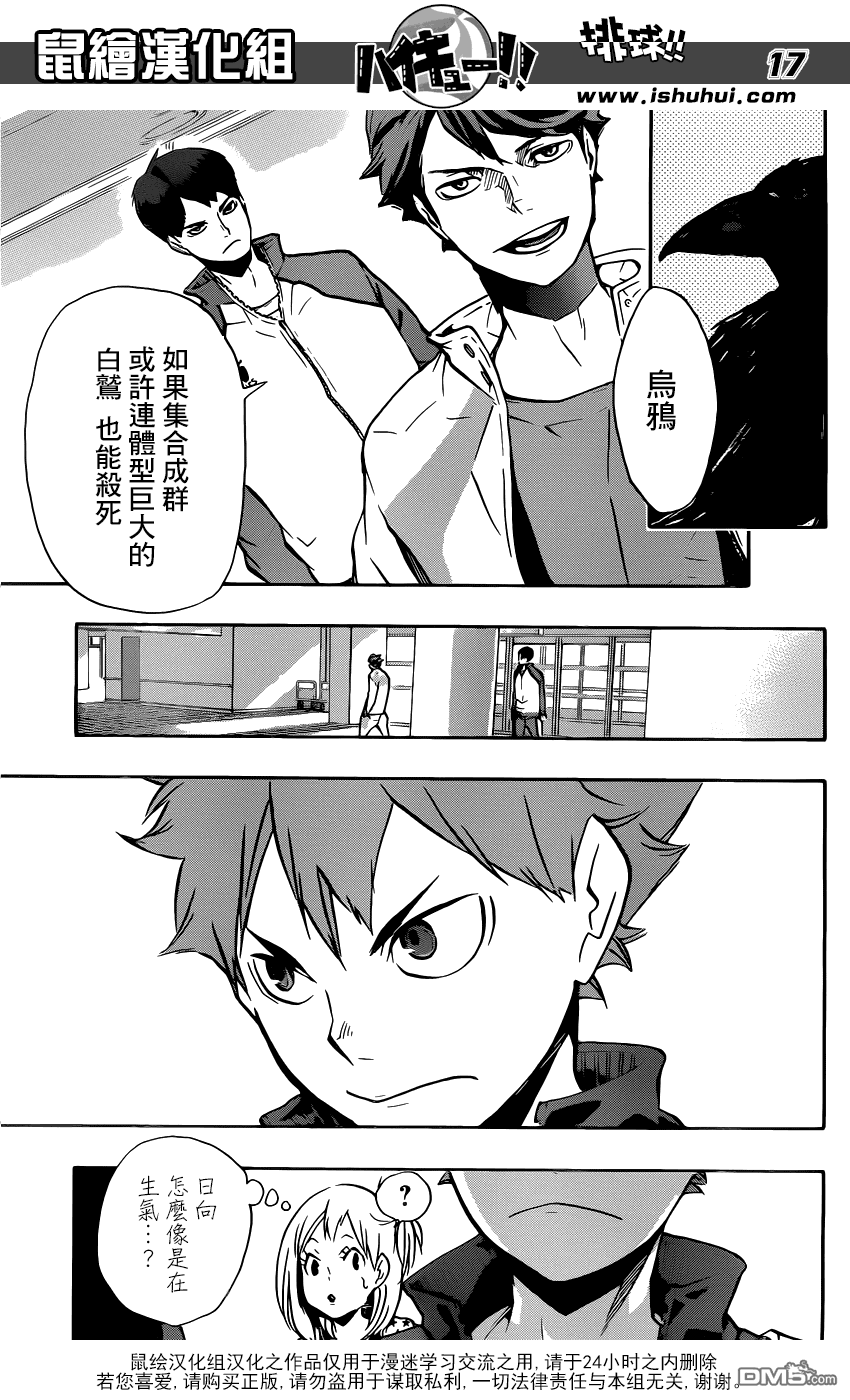 鼠繪漢化組
ハイキュー!!
排球!!
17
www.ishuhui.com
烏鴉
如果集合成群
或許連體型巨大的
白鷲 也能殺死
?
日向
怎麼像是在
生氣…?
鼠绘汉化组汉化之作品仅用于漫迷学习交流之用, 请于24小时之内删除
若您喜爱, 请购买正版, 请勿盗用于谋取私利, 一切法律责任与本组无关, 谢谢.
DM5.com